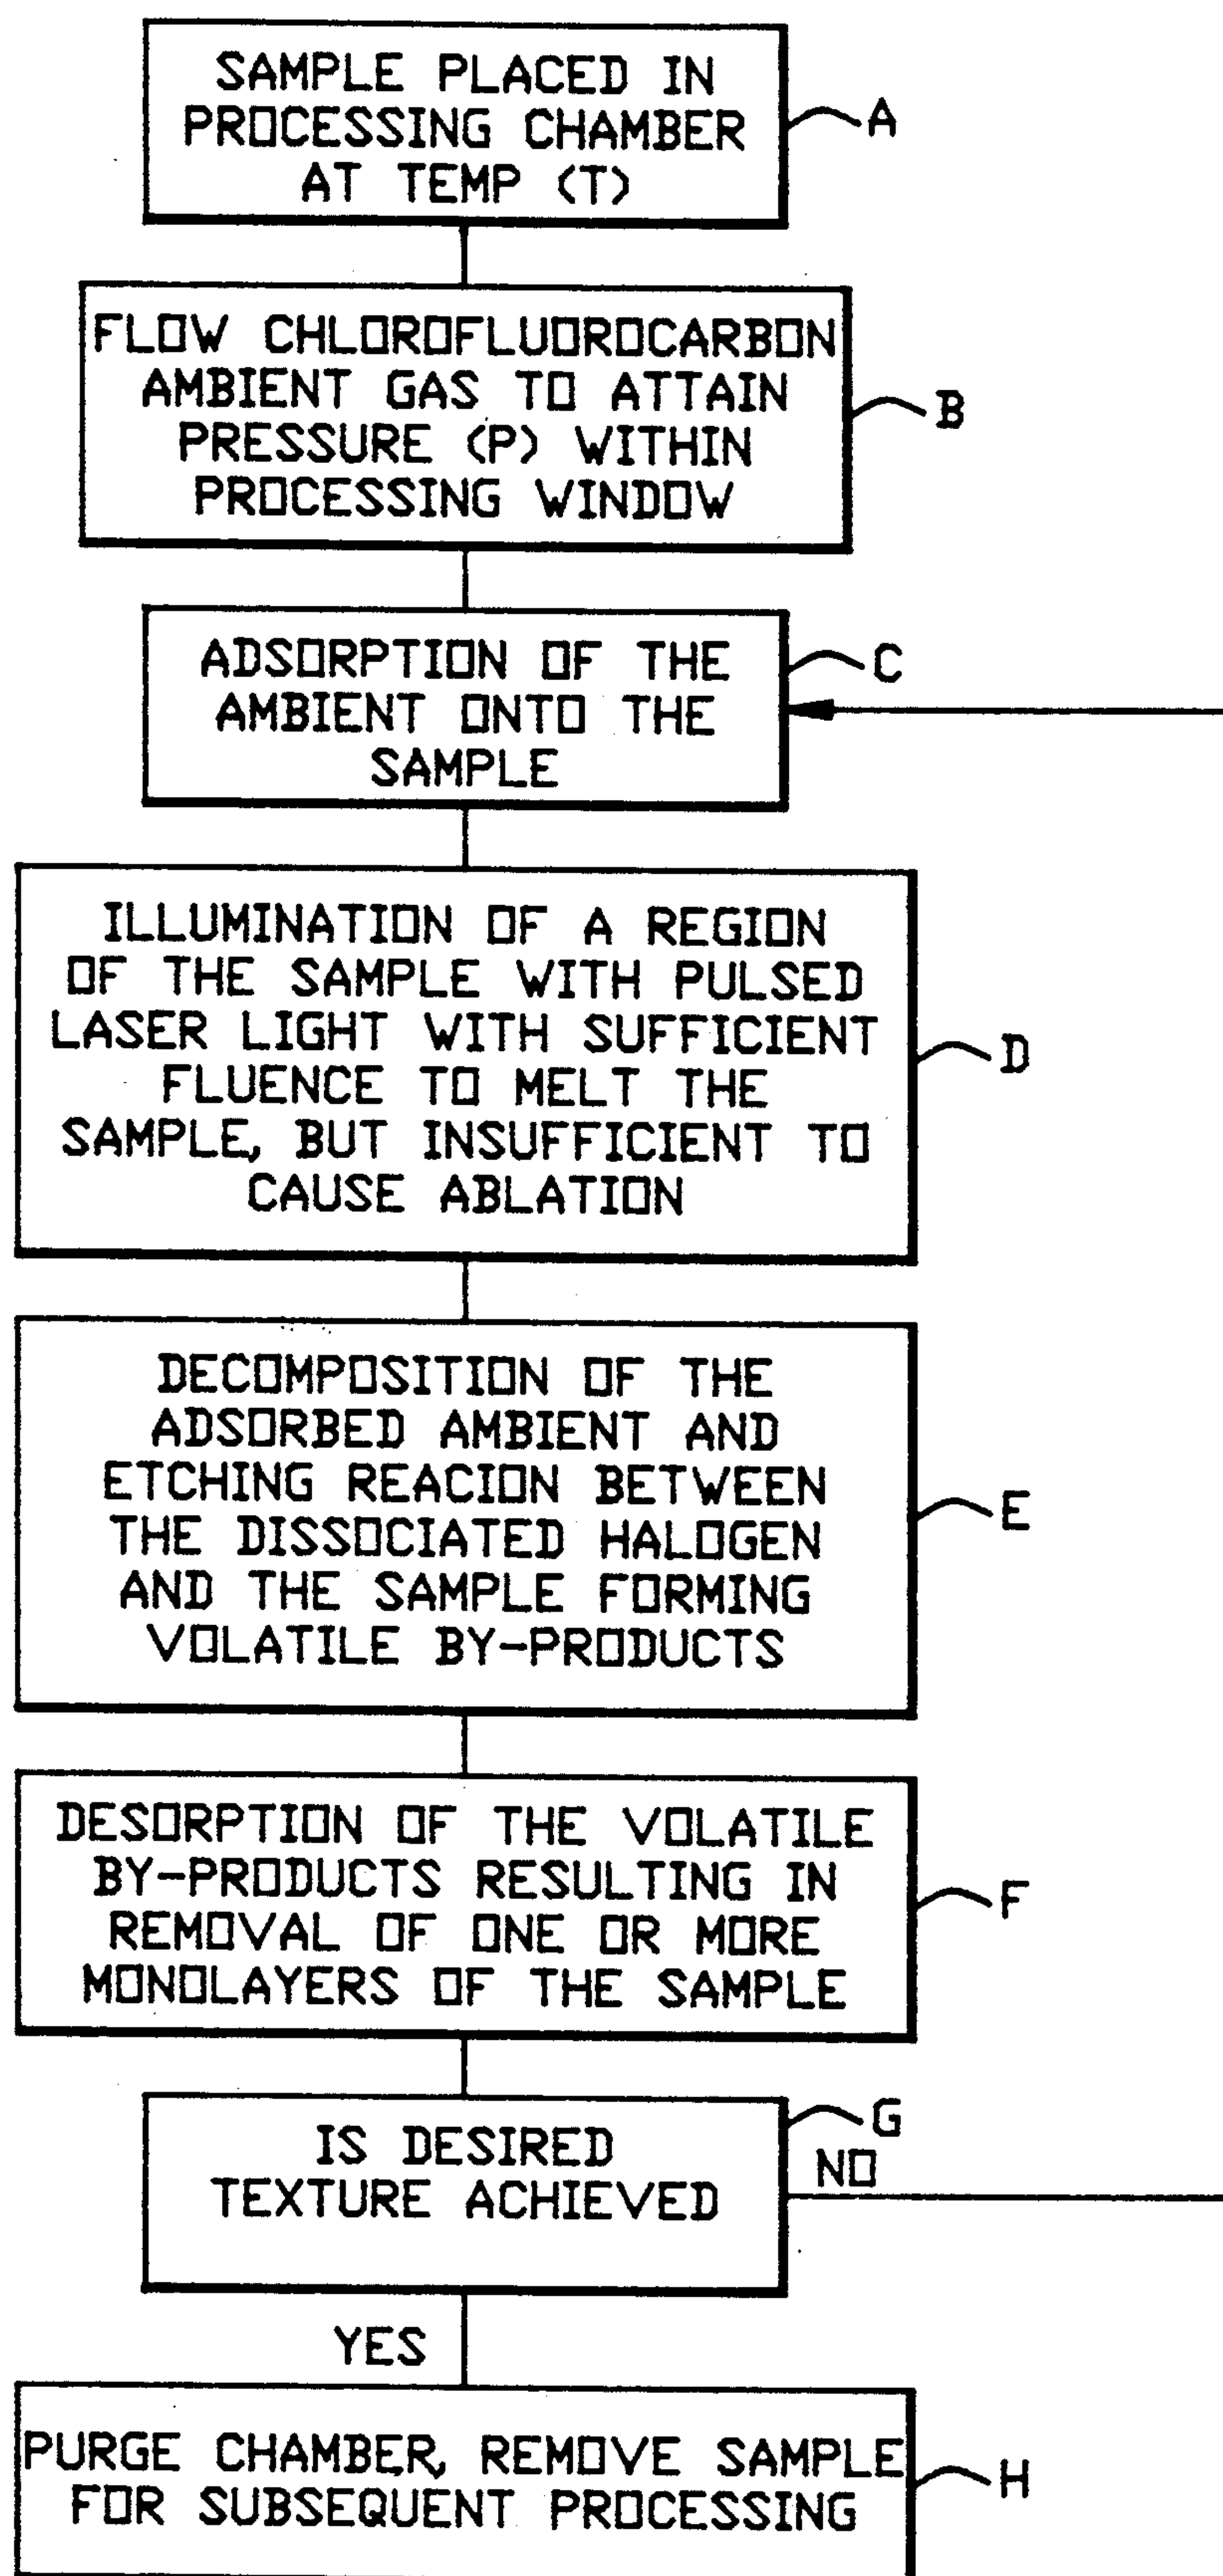 SAMPLE PLACED IN
PROCESSING CHAMBER
AT TEMP (T)
A
FLOW CHLOROFLUOROCARBON
AMBIENT GAS TO ATTAIN
PRESSURE (P) WITHIN
PROCESSING WINDOW
B
ADSORPTION OF THE
AMBIENT ONTO THE
SAMPLE
C
ILLUMINATION OF A REGION
OF THE SAMPLE WITH PULSED
LASER LIGHT WITH SUFFICIENT
FLUENCE TO MELT THE
SAMPLE, BUT INSUFFICIENT TO
CAUSE ABLATION
D
DECOMPOSITION OF THE
ADSORBED AMBIENT AND
ETCHING REACION BETWEEN
THE DISSOCIATED HALOGEN
AND THE SAMPLE FORMING
VOLATILE BY-PRODUCTS
E
DESORPTION OF THE VOLATILE
BY-PRODUCTS RESULTING IN
REMOVAL OF ONE OR MORE
MONOLAYERS OF THE SAMPLE
F
IS DESIRED
TEXTURE ACHIEVED
G
NO
YES
PURGE CHAMBER, REMOVE SAMPLE
FOR SUBSEQUENT PROCESSING
H